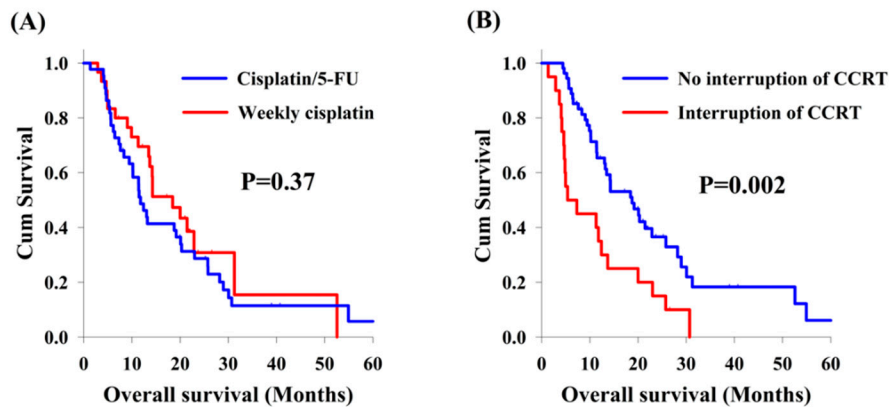 (A)
Cum Survival
1.0
0.8
0.6
0.4
0.2
0.0
Cisplatin/5-FU
Weekly cisplatin
P=0.37
0 10 20 30 40 50 60
Overall survival (Months)
(B)
Cum Survival
1.0
0.8
0.6
0.4
0.2
0.0
No interruption of CCRT
Interruption of CCRT
P=0.002
0 10 20 30 40 50 60
Overall survival (Months)